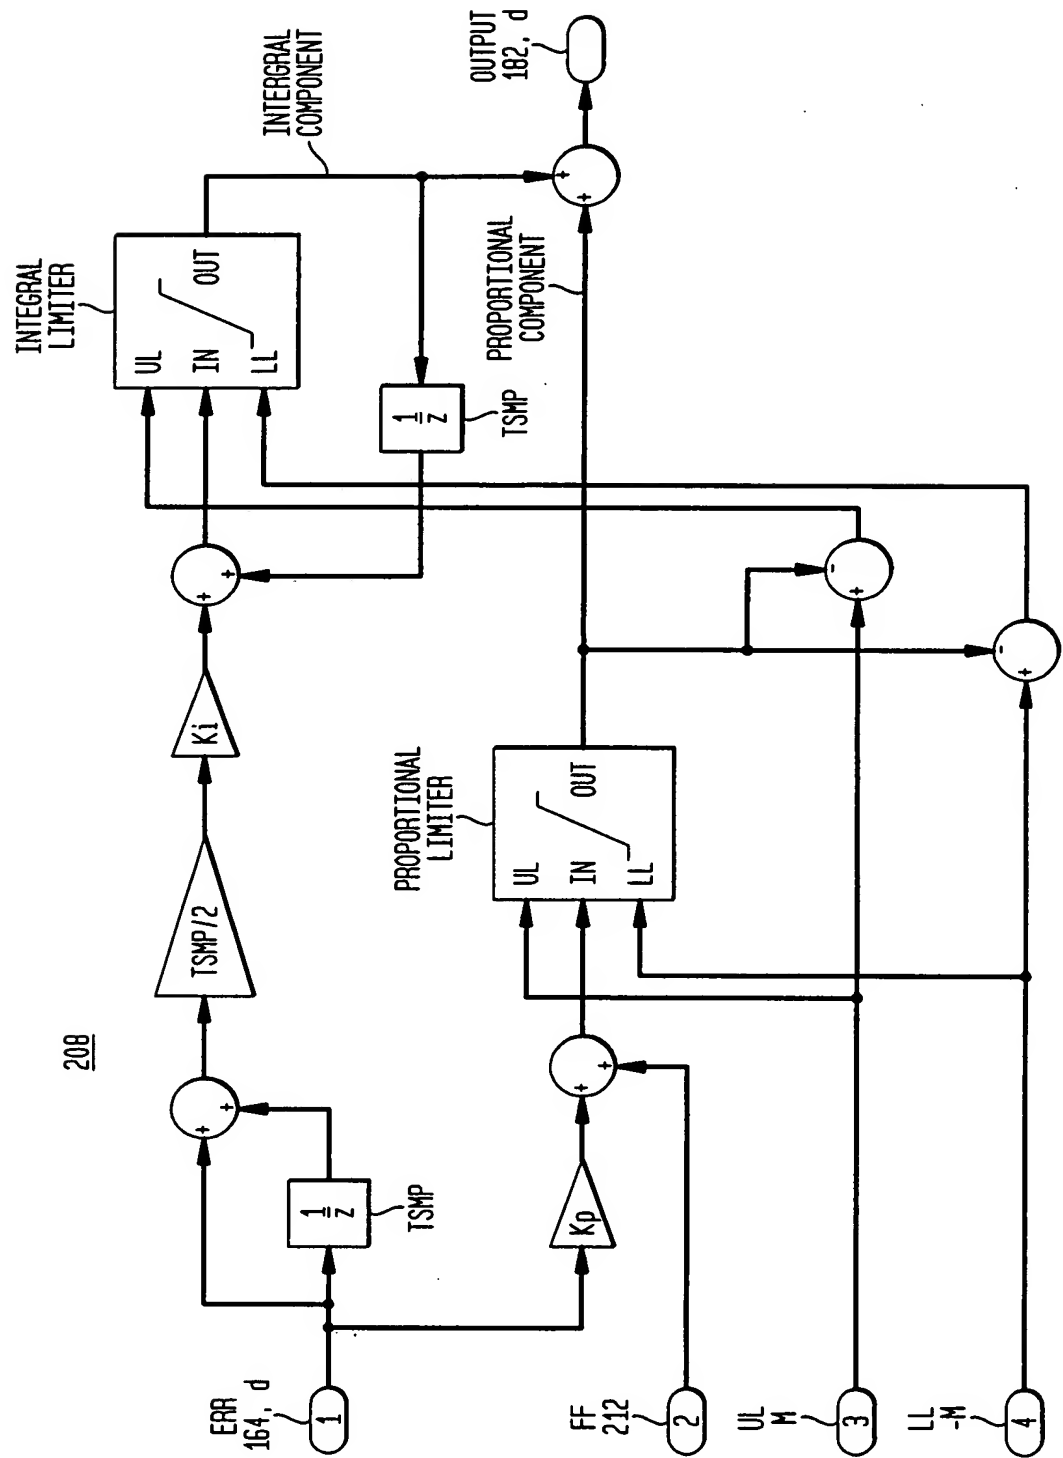 208
ERR
164, d
1
FF
212
2
UL
M
3
LL
-M
4
1
z
TSMP
+
+
TSMP/2
Ki
+
+
INTEGRAL
LIMITER
UL
IN
LL
OUT
INTERGRAL
COMPONENT
1
z
TSMP
Kp
+
+
PROPORTIONAL
LIMITER
UL
IN
LL
OUT
PROPORTIONAL
COMPONENT
+
-
+
-
+
+
OUTPUT
182, d